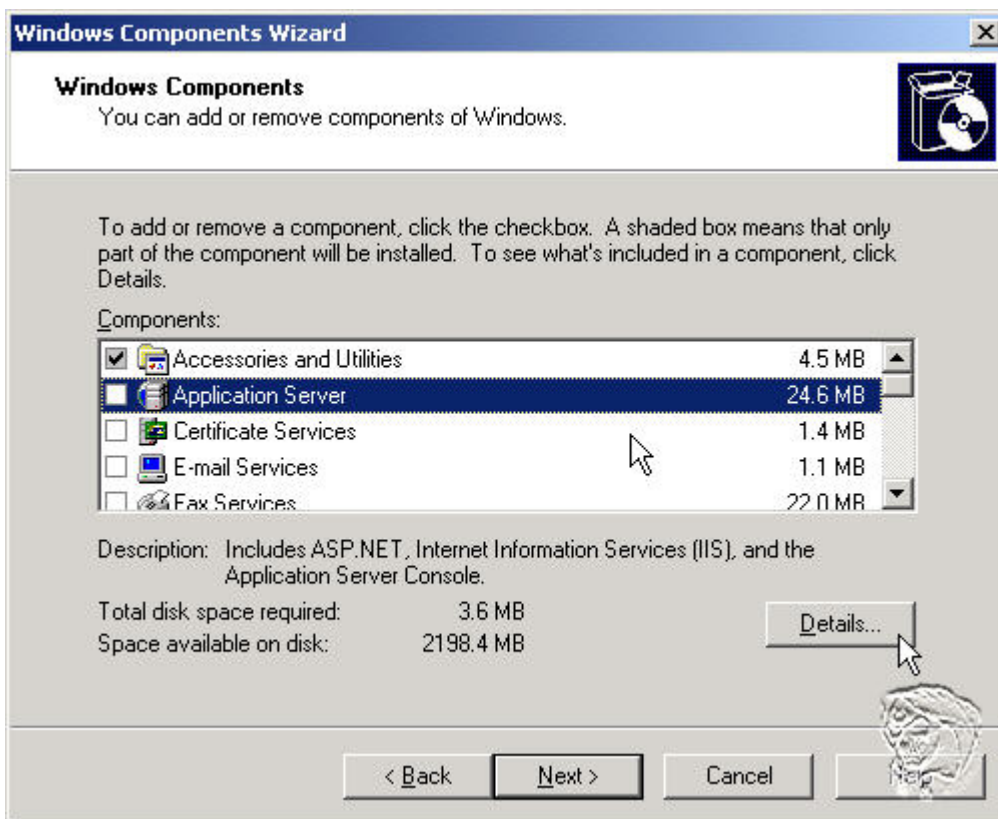 Windows Components Wizard
Windows Components
You can add or remove components of Windows.
To add or remove a component, click the checkbox. A shaded box means that only
part of the component will be installed. To see what's included in a component, click
Details.
Components:
Accessories and Utilities 4.5 MB
Application Server 24.6 MB
Certificate Services 1.4 MB
E-mail Services 1.1 MB
Fax Services 22.0 MB
Description: Includes ASP.NET, Internet Information Services (IIS), and the
Application Server Console.
Total disk space required: 3.6 MB
Space available on disk: 2198.4 MB
Details...
< Back Next > Cancel Help